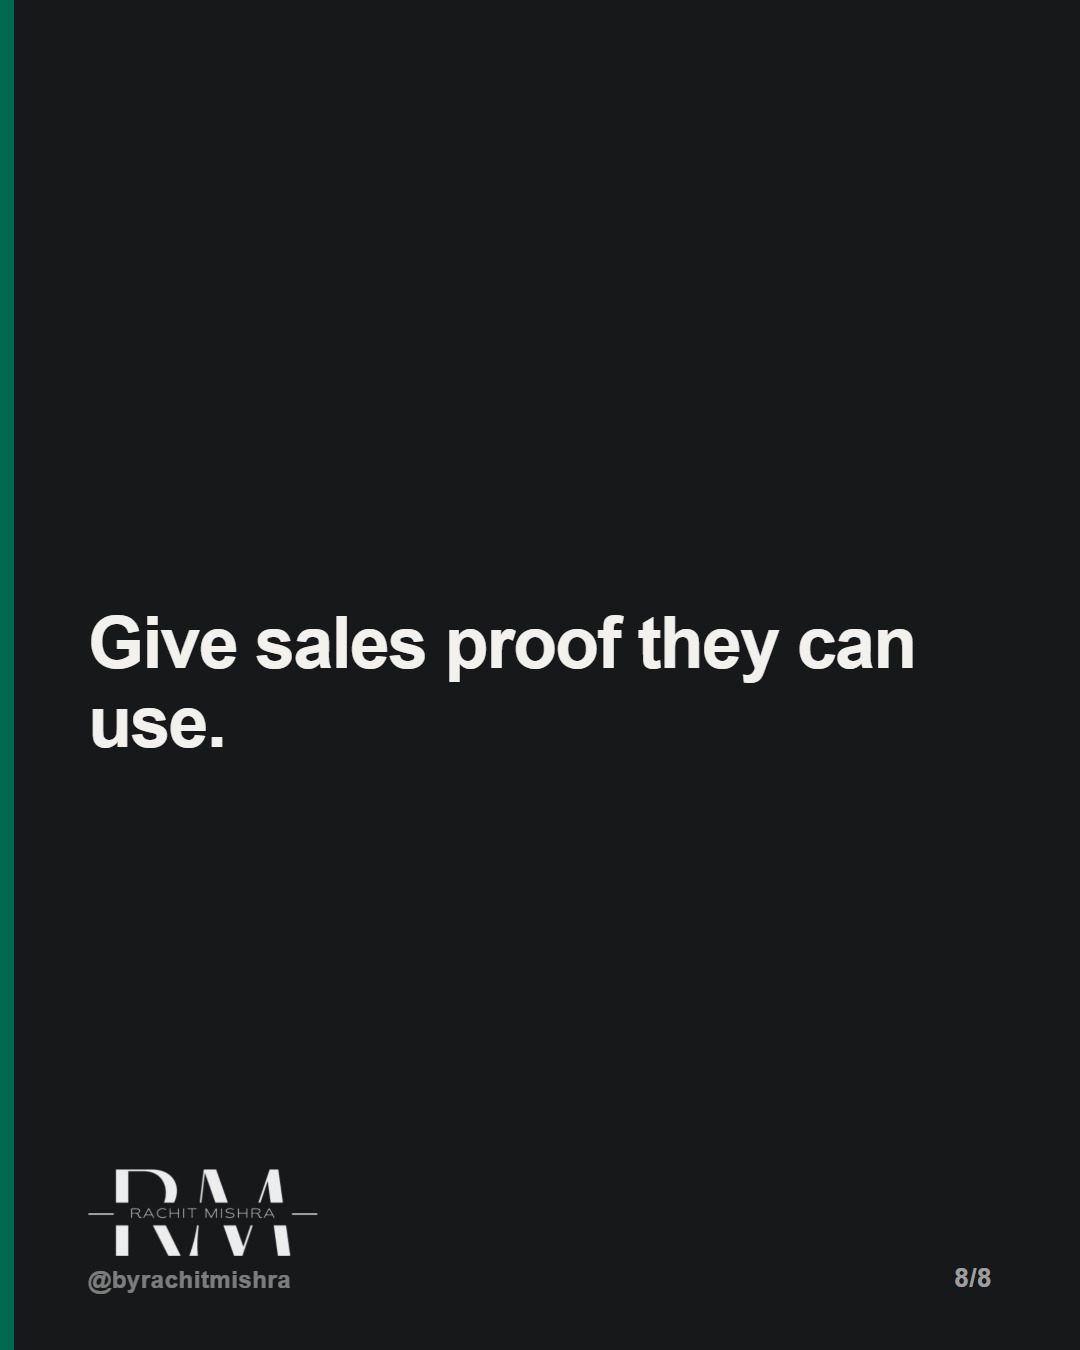 Give sales proof they can
use.
RM
RACHIT MISHRA
@byrachitmishra
8/8